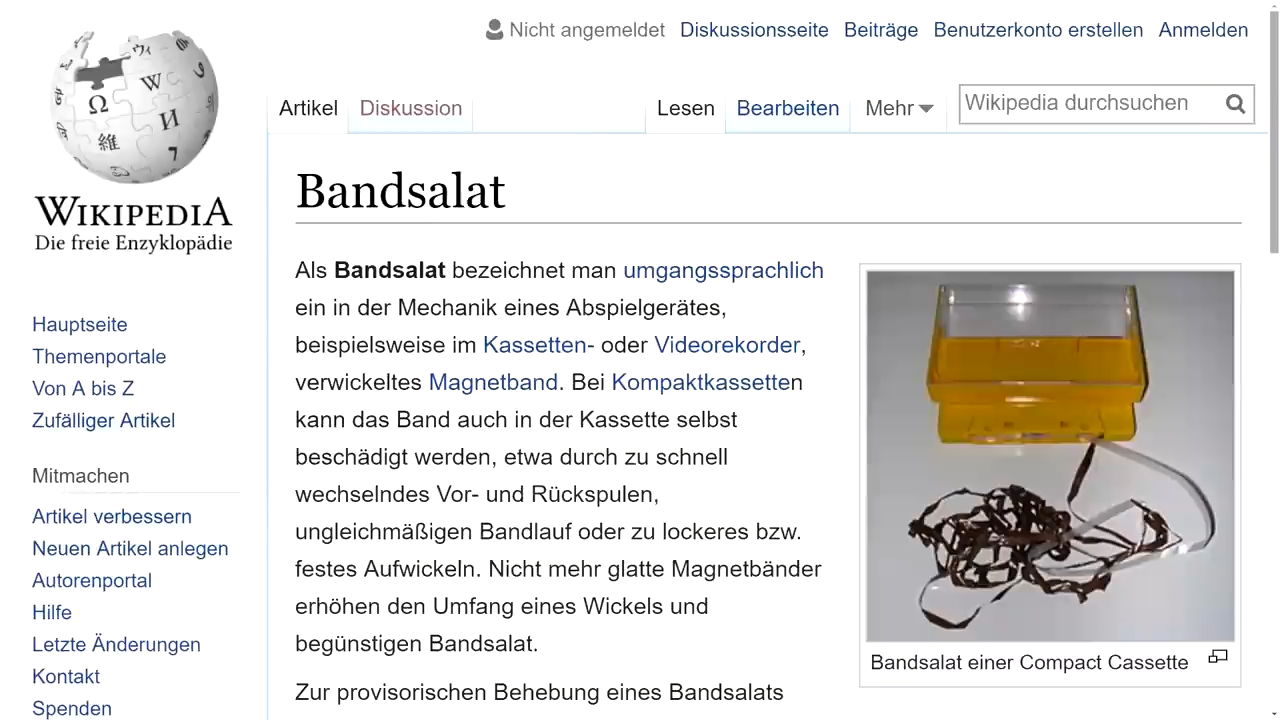 Nicht angemeldet Diskussionsseite Beiträge Benutzerkonto erstellen Anmelden
Artikel Diskussion Lesen Bearbeiten Mehr Wikipedia durchsuchen
WIKIPEDIA
Die freie Enzyklopädie
Hauptseite
Themenportale
Von A bis Z
Zufälliger Artikel
Mitmachen
Artikel verbessern
Neuen Artikel anlegen
Autorenportal
Hilfe
Letzte Änderungen
Kontakt
Spenden
Bandsalat
Als Bandsalat bezeichnet man umgangssprachlich
ein in der Mechanik eines Abspielgerätes,
beispielsweise im Kassetten- oder Videorekorder,
verwickeltes Magnetband. Bei Kompaktkassetten
kann das Band auch in der Kassette selbst
beschädigt werden, etwa durch zu schnell
wechselndes Vor- und Rückspulen,
ungleichmäßigen Bandlauf oder zu lockeres bzw.
festes Aufwickeln. Nicht mehr glatte Magnetbänder
erhöhen den Umfang eines Wickels und
begünstigen Bandsalat.
Zur provisorischen Behebung eines Bandsalats
Bandsalat einer Compact Cassette